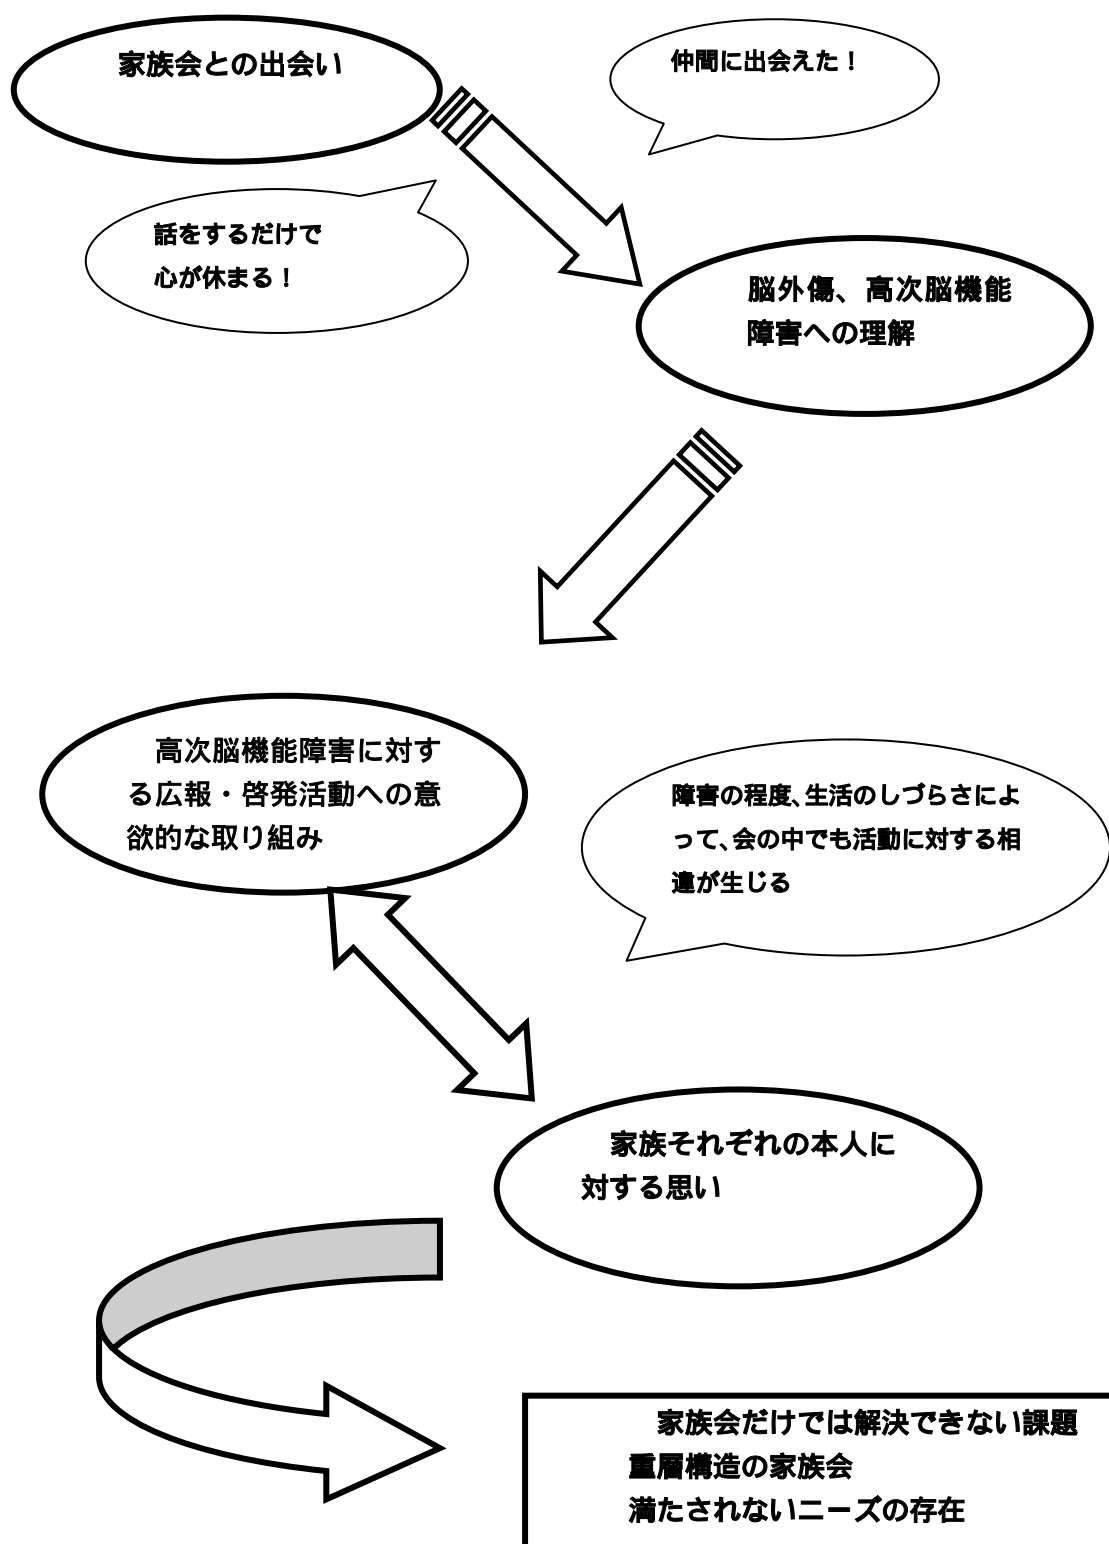 家族会との出会い
仲間に出会えた！
話をするだけで
心が休まる！
脳外傷、高次脳機能
障害への理解
高次脳機能障害に対す
る広報・啓発活動への意
欲的な取り組み
障害の程度、生活のしづらさによ
って、会の中でも活動に対する相
違が生じる
家族それぞれの本人に
対する思い
家族会だけでは解決できない課題
重層構造の家族会
満たされないニーズの存在